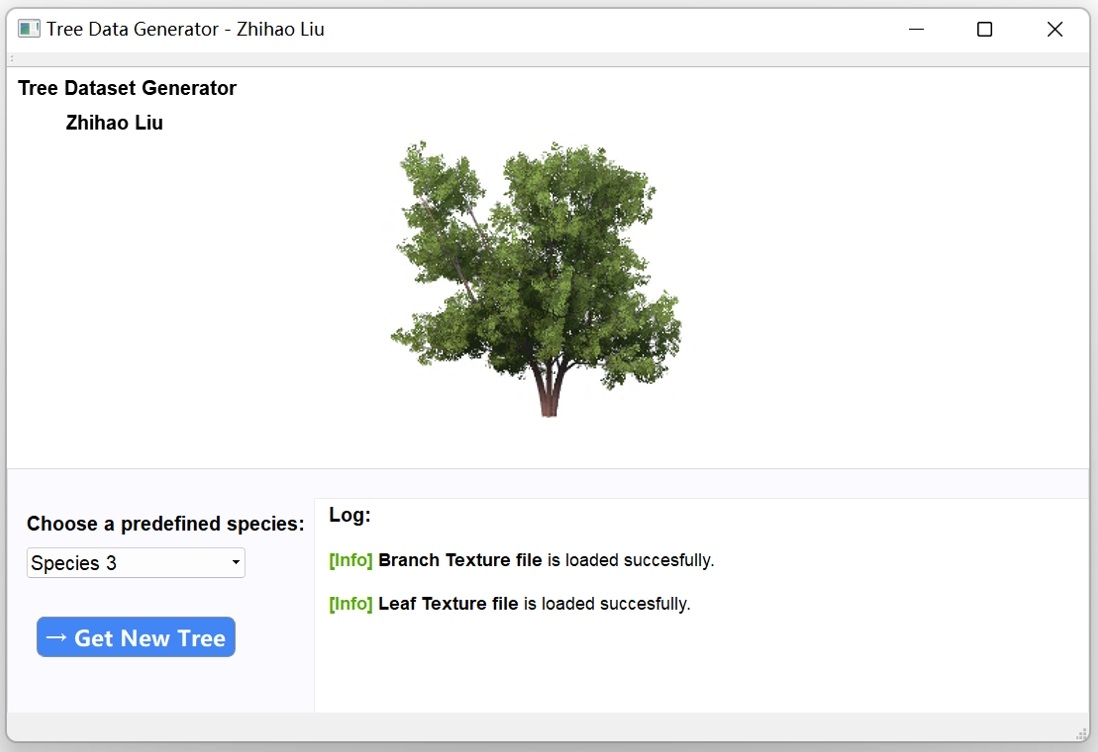 Tree Data Generator - Zhihao Liu
Tree Dataset Generator
Zhihao Liu
Choose a predefined species:
Species 3
→ Get New Tree
Log:
[Info] Branch Texture file is loaded succesfully.
[Info] Leaf Texture file is loaded succesfully.